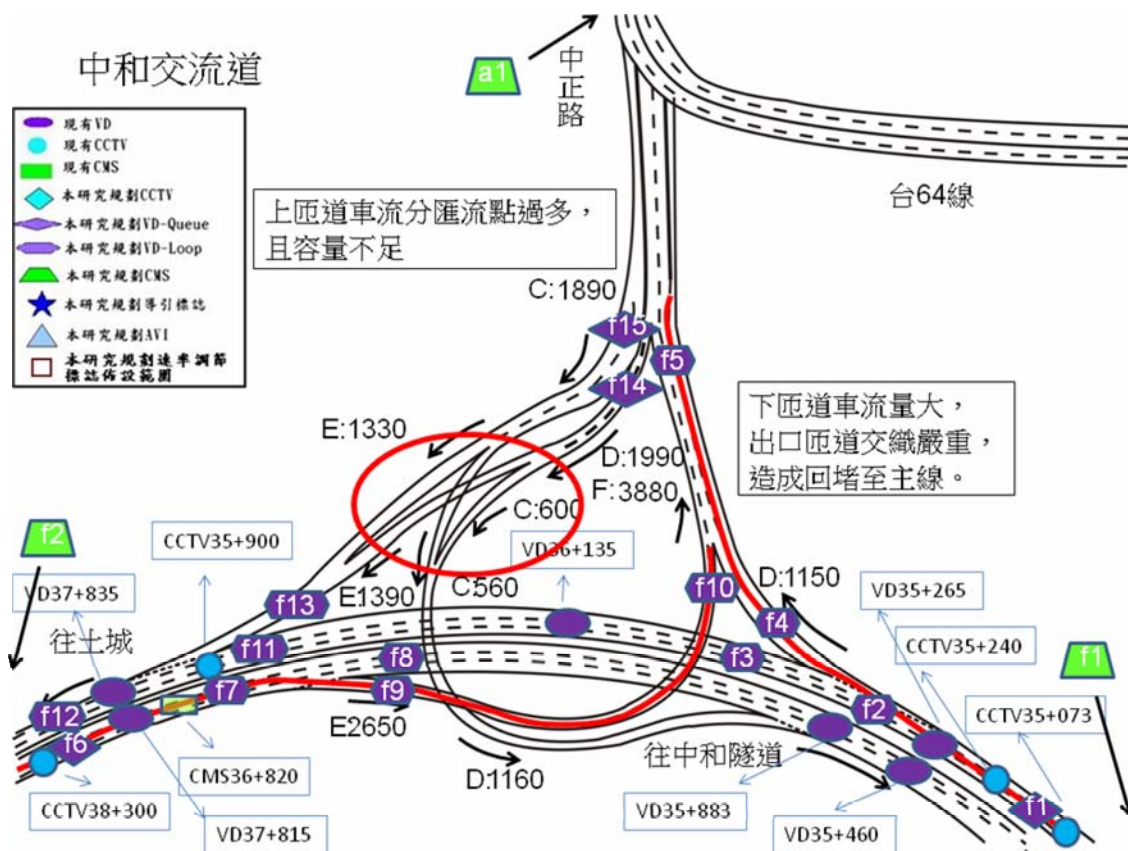 中和交流道
a1
中正路
現有VD
現有CCTV
現有CMS
本研究規劃CCTV
本研究規劃VD-Queue
本研究規劃VD-Loop
本研究規劃CMS
本研究規劃導引標誌
本研究規劃AVI
本研究規劃速率調節
標誌佈設範圍
台64線
上匝道車流分匯流點過多，
且容量不足
C:1890
f15
f5
f14
下匝道車流量大，
出口匝道交織嚴重，
造成回堵至主線。
E:1330
D:1990
F:3880
C:600
f2
CCTV35+900
VD36+135
VD37+835
E:1390
C:560
f10
D:1150
VD35+265
f13
往土城
f4
CCTV35+240
f11
f8
f3
f1
f7
f9
f2
CCTV35+073
f12
f6
E2650
往中和隧道
CMS36+820
D:1160
f1
CCTV38+300
VD35+883
VD37+815
VD35+460